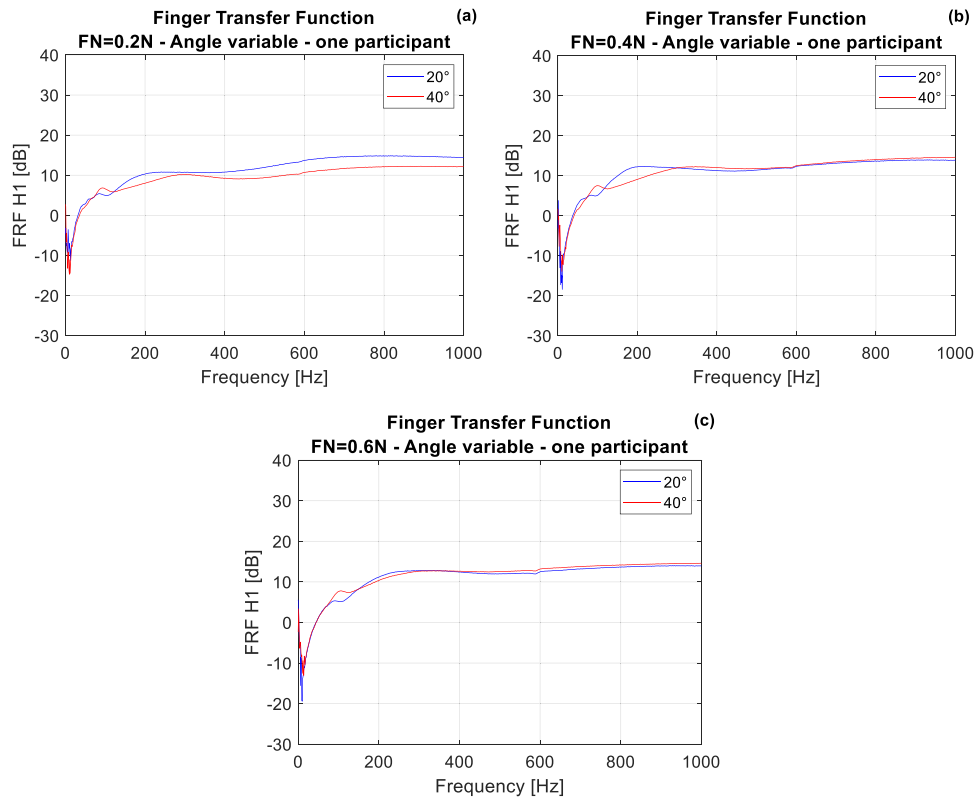 Finger Transfer Function
(a)
FN=0.2N - Angle variable - one participant
40
30
20
10
0
-10
-20
-30
FRF H1 [dB]
20°
40°
0 200 400 600 800 1000
Frequency [Hz]
Finger Transfer Function
(b)
FN=0.4N - Angle variable - one participant
40
30
20
10
0
-10
-20
-30
FRF H1 [dB]
20°
40°
0 200 400 600 800 1000
Frequency [Hz]
Finger Transfer Function
(c)
FN=0.6N - Angle variable - one participant
40
30
20
10
0
-10
-20
-30
FRF H1 [dB]
20°
40°
0 200 400 600 800 1000
Frequency [Hz]